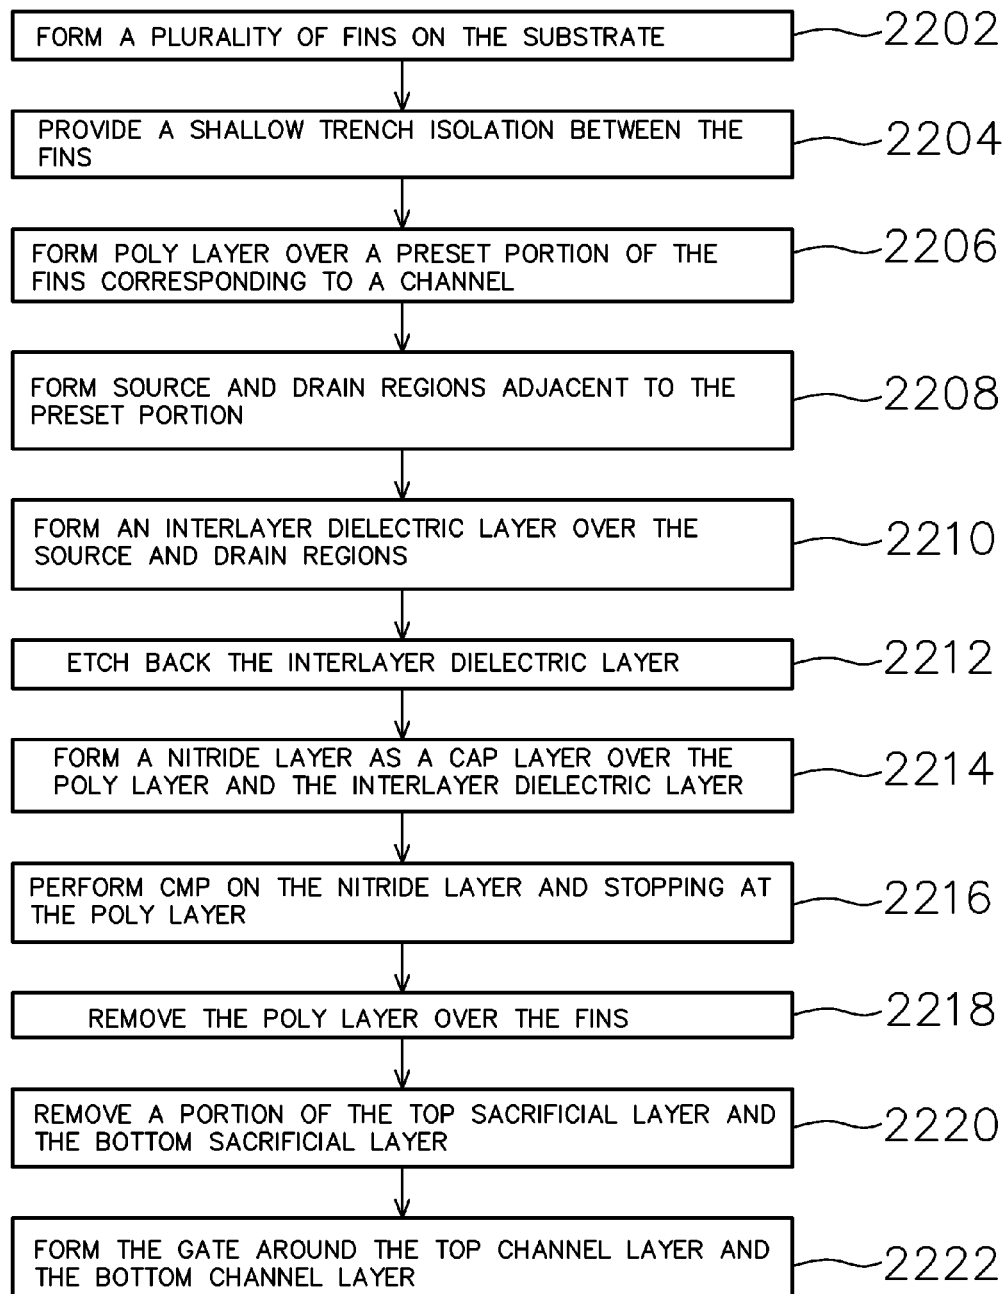 FORM A PLURALITY OF FINS ON THE SUBSTRATE
2202
PROVIDE A SHALLOW TRENCH ISOLATION BETWEEN THE
FINS
2204
FORM POLY LAYER OVER A PRESET PORTION OF THE
FINS CORRESPONDING TO A CHANNEL
2206
FORM SOURCE AND DRAIN REGIONS ADJACENT TO THE
PRESET PORTION
2208
FORM AN INTERLAYER DIELECTRIC LAYER OVER THE
SOURCE AND DRAIN REGIONS
2210
ETCH BACK THE INTERLAYER DIELECTRIC LAYER
2212
FORM A NITRIDE LAYER AS A CAP LAYER OVER THE
POLY LAYER AND THE INTERLAYER DIELECTRIC LAYER
2214
PERFORM CMP ON THE NITRIDE LAYER AND STOPPING AT
THE POLY LAYER
2216
REMOVE THE POLY LAYER OVER THE FINS
2218
REMOVE A PORTION OF THE TOP SACRIFICIAL LAYER AND
THE BOTTOM SACRIFICIAL LAYER
2220
FORM THE GATE AROUND THE TOP CHANNEL LAYER AND
THE BOTTOM CHANNEL LAYER
2222